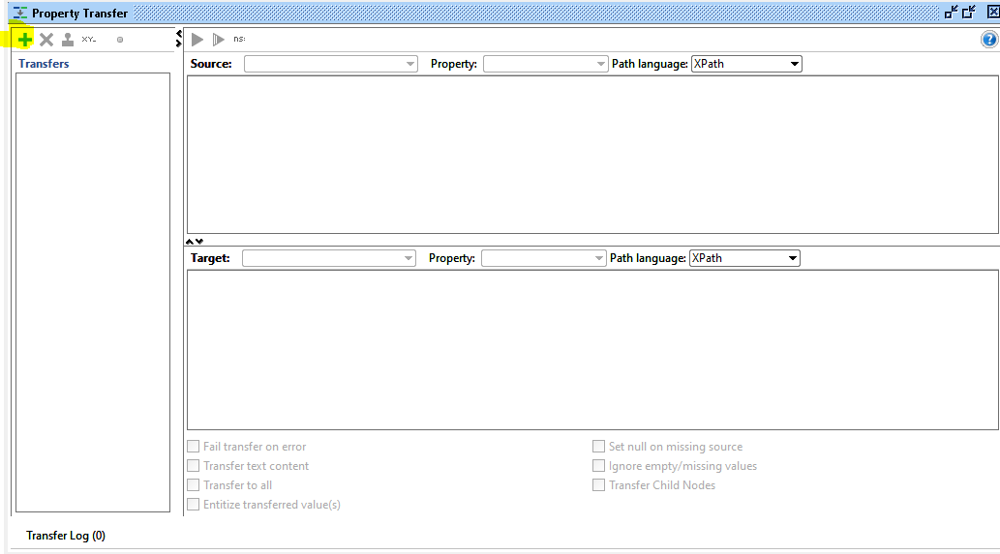 Property Transfer
XY_
ns:
?
Transfers
Source: Property: Path language: XPath
Target: Property: Path language: XPath
Fail transfer on error Set null on missing source
Transfer text content Ignore empty/missing values
Transfer to all Transfer Child Nodes
Entitize transferred value(s)
Transfer Log (0)